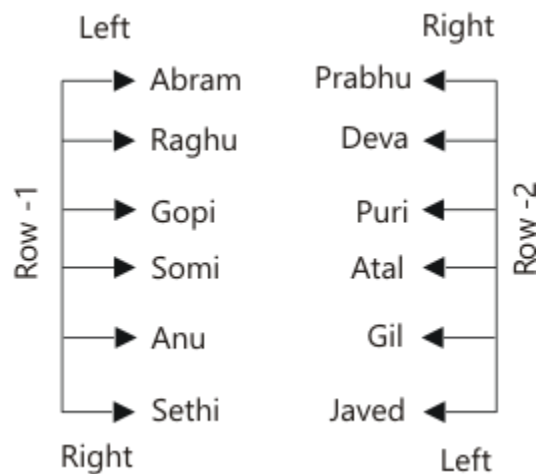 Left
Right
Abram
Prabhu
Raghu
Deva
Row -1
Gopi
Puri
Row -2
Somi
Atal
Anu
Gil
Sethi
Javed
Right
Left